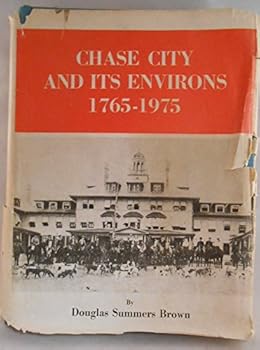 CHASE CITY
AND ITS ENVIRONS
1765-1975
By
Douglas Summers Brown